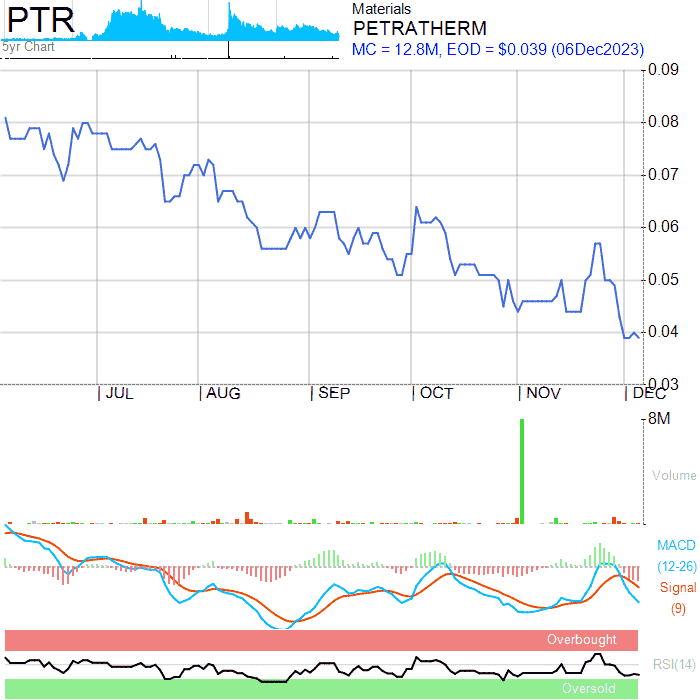 PTR
5yr Chart
Materials
PETRATHERM
MC = 12.8M, EOD = $0.039 (06Dec2023)
0.09
0.08
0.07
0.06
0.05
0.04
0.03
JUL AUG SEP OCT NOV DEC
8M
Volume
MACD
(12-26)
Signal
(9)
Overbought
RSI(14)
Oversold